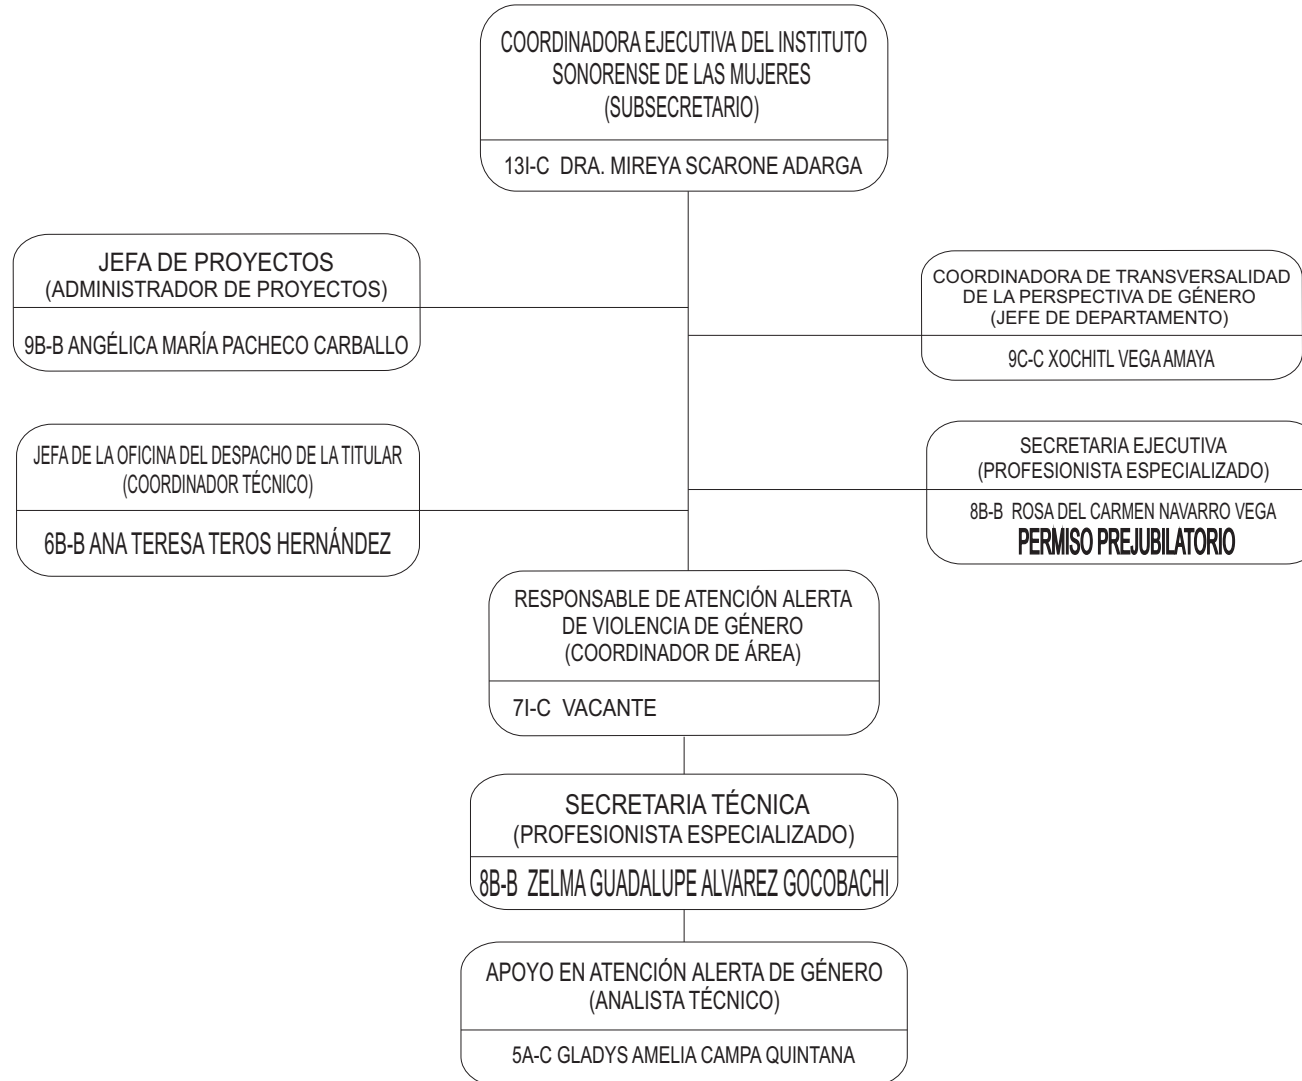 COORDINADORA EJECUTIVA DEL INSTITUTO
SONORENSE DE LAS MUJERES
(SUBSECRETARIO)
13I-C DRA. MIREYA SCARONE ADARGA
JEFA DE PROYECTOS
(ADMINISTRADOR DE PROYECTOS)
9B-B ANGÉLICA MARÍA PACHECO CARBALLO
COORDINADORA DE TRANSVERSALIDAD
DE LA PERSPECTIVA DE GÉNERO
(JEFE DE DEPARTAMENTO)
9C-C XOCHITL VEGA AMAYA
JEFA DE LA OFICINA DEL DESPACHO DE LA TITULAR
(COORDINADOR TÉCNICO)
6B-B ANA TERESA TEROS HERNÁNDEZ
SECRETARIA EJECUTIVA
(PROFESIONISTA ESPECIALIZADO)
8B-B ROSA DEL CARMEN NAVARRO VEGA
PERMISO PREJUBILATORIO
RESPONSABLE DE ATENCIÓN ALERTA
DE VIOLENCIA DE GÉNERO
(COORDINADOR DE ÁREA)
7I-C VACANTE
SECRETARIA TÉCNICA
(PROFESIONISTA ESPECIALIZADO)
8B-B ZELMA GUADALUPE ALVAREZ GOCOBACHI
APOYO EN ATENCIÓN ALERTA DE GÉNERO
(ANALISTA TÉCNICO)
5A-C GLADYS AMELIA CAMPA QUINTANA